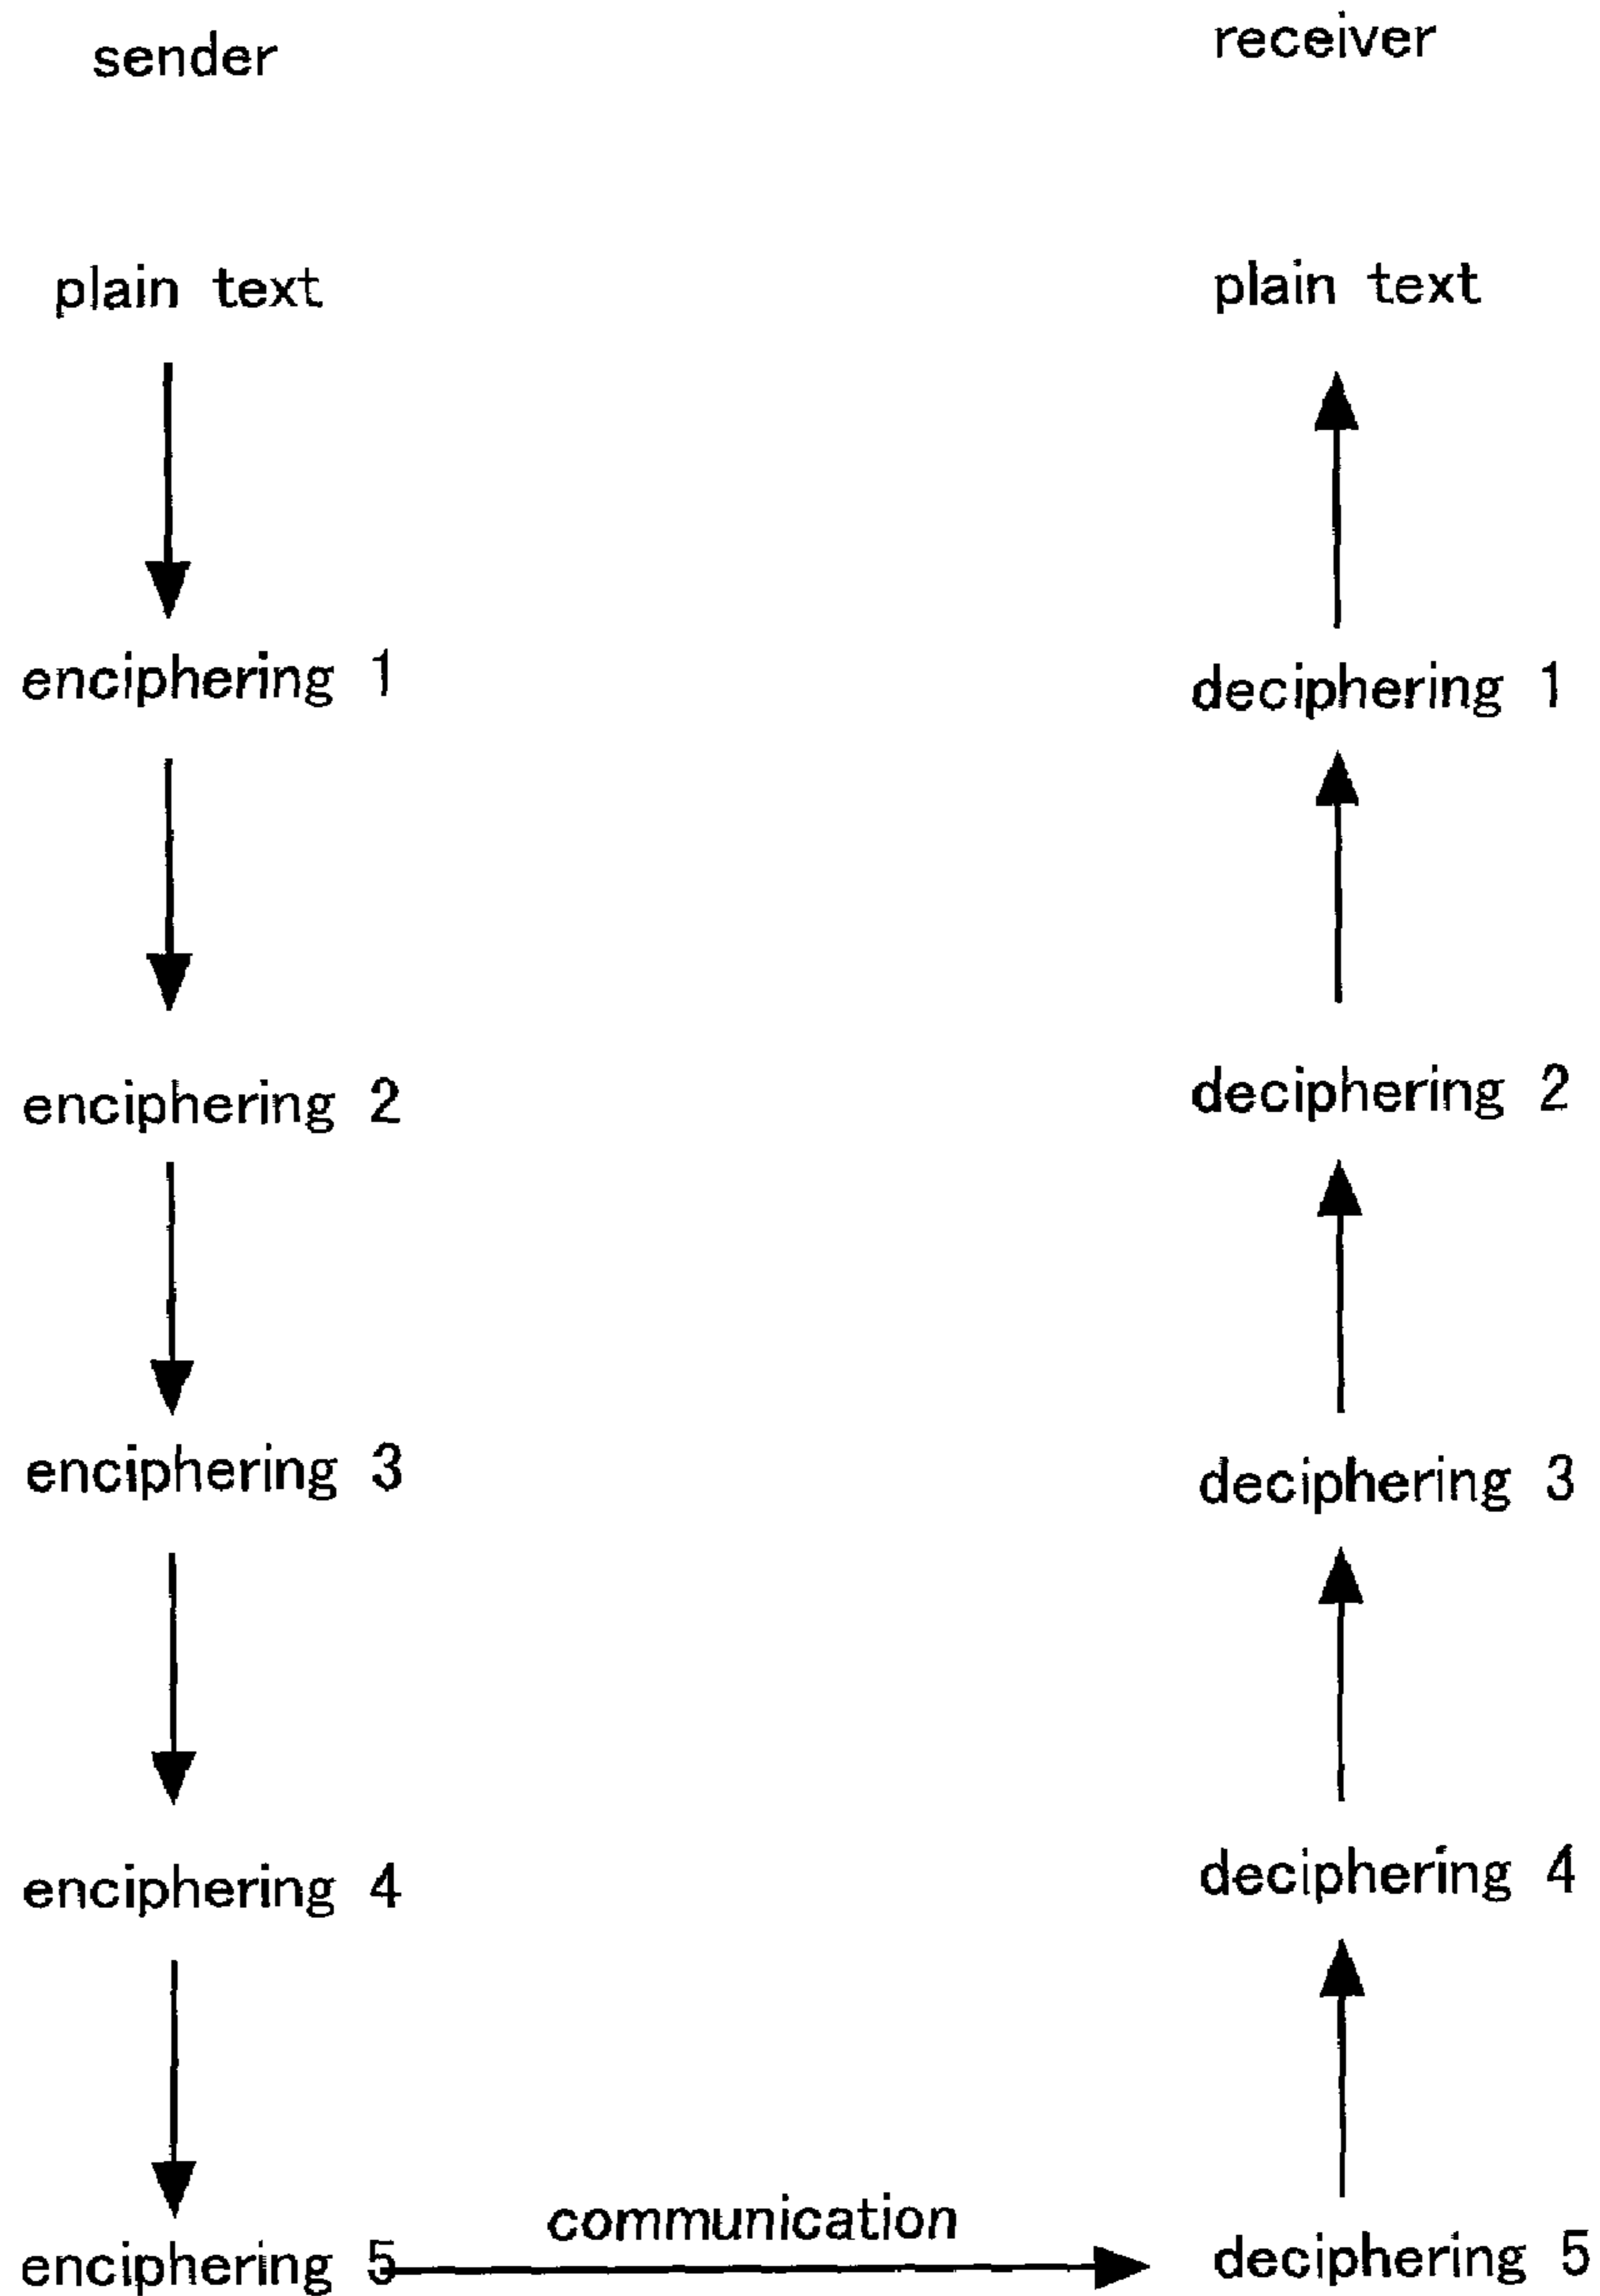 sender
receiver
plain text
plain text
enciphering 1
deciphering 1
enciphering 2
deciphering 2
enciphering 3
deciphering 3
enciphering 4
deciphering 4
communication
enciphering 5
deciphering 5